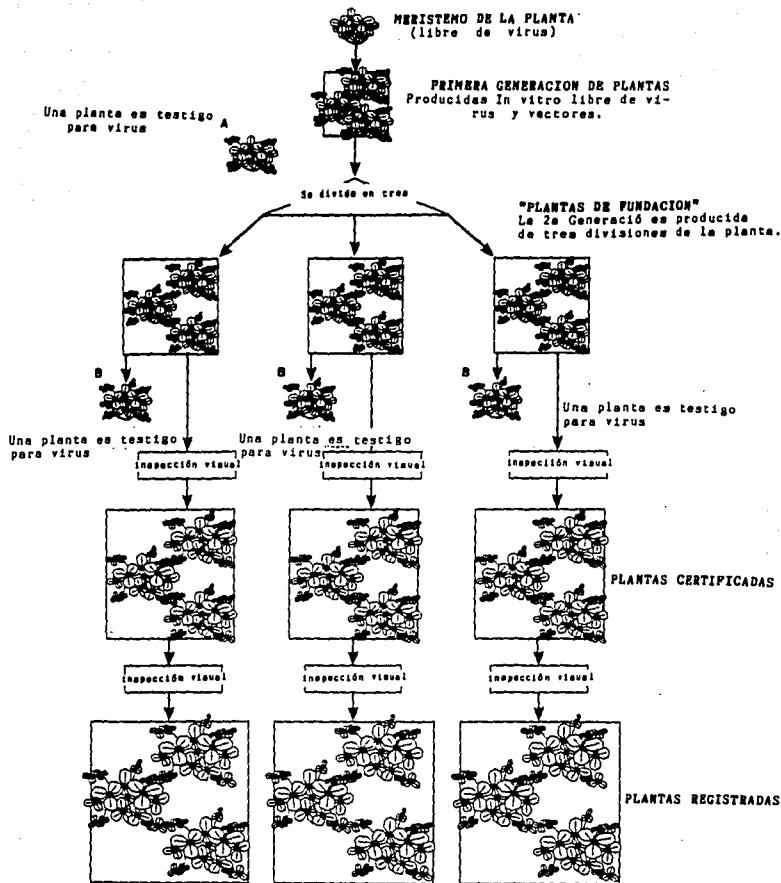 MERISTEMO DE LA PLANTA
(libre de virus)
PRIMERA GENERACION DE PLANTAS
Producidas In vitro libre de vi-
rus y vectores.
Una planta es testigo
para virus
A
Se divide en tres
"PLANTAS DE FUNDACION"
La 2a Generació es producida
de tres divisiones de la planta.
B
B
B
Una planta es testigo
para virus
Una planta es testigo
para virus
Una planta es testigo
para virus
inspección visual
inspección visual
inspección visual
PLANTAS CERTIFICADAS
inspección visual
inspección visual
inspección visual
PLANTAS REGISTRADAS